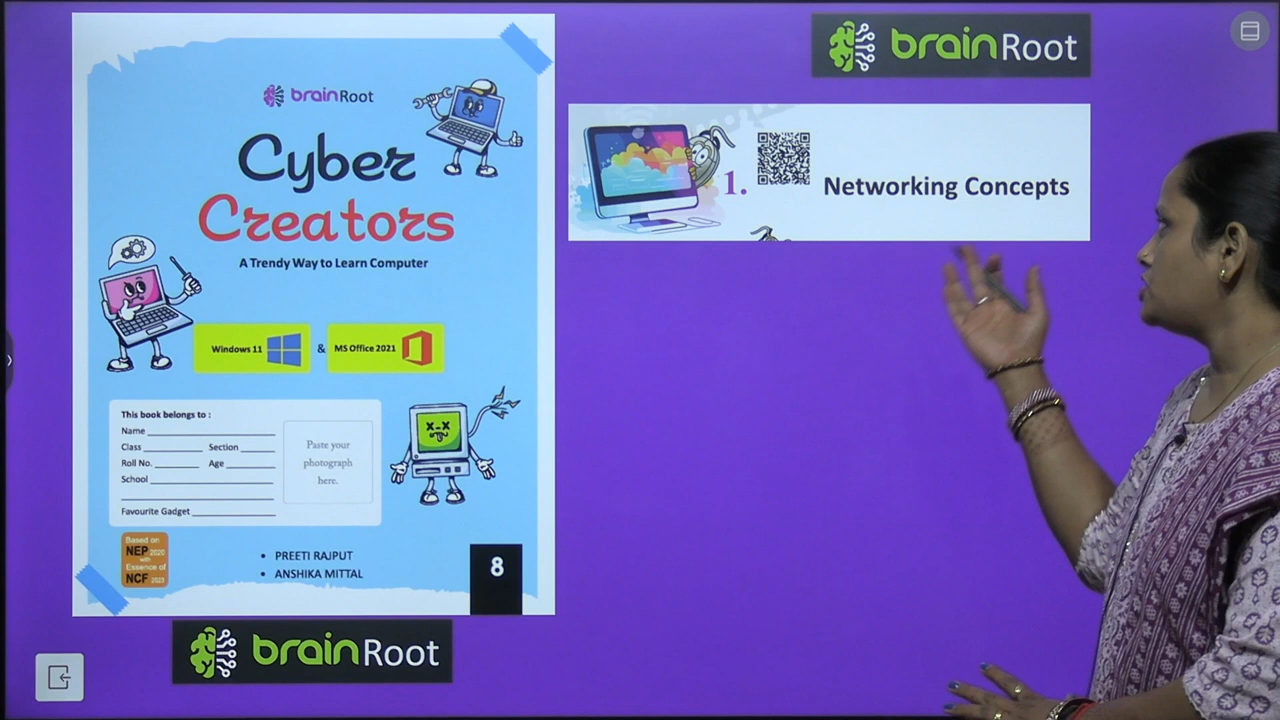 brainRoot
Cyber
Creators
A Trendy Way to Learn Computer
Windows 11
&
MS Office 2021
This book belongs to :
Name
Class
Section
Roll No.
Age
School
Favourite Gadget
Paste your
photograph
here.
Based on
NEP 2020
with
Essence of
NCF 2023
• PREETI RAJPUT
• ANSHIKA MITTAL
8
brainRoot
brainRoot
1.
Networking Concepts